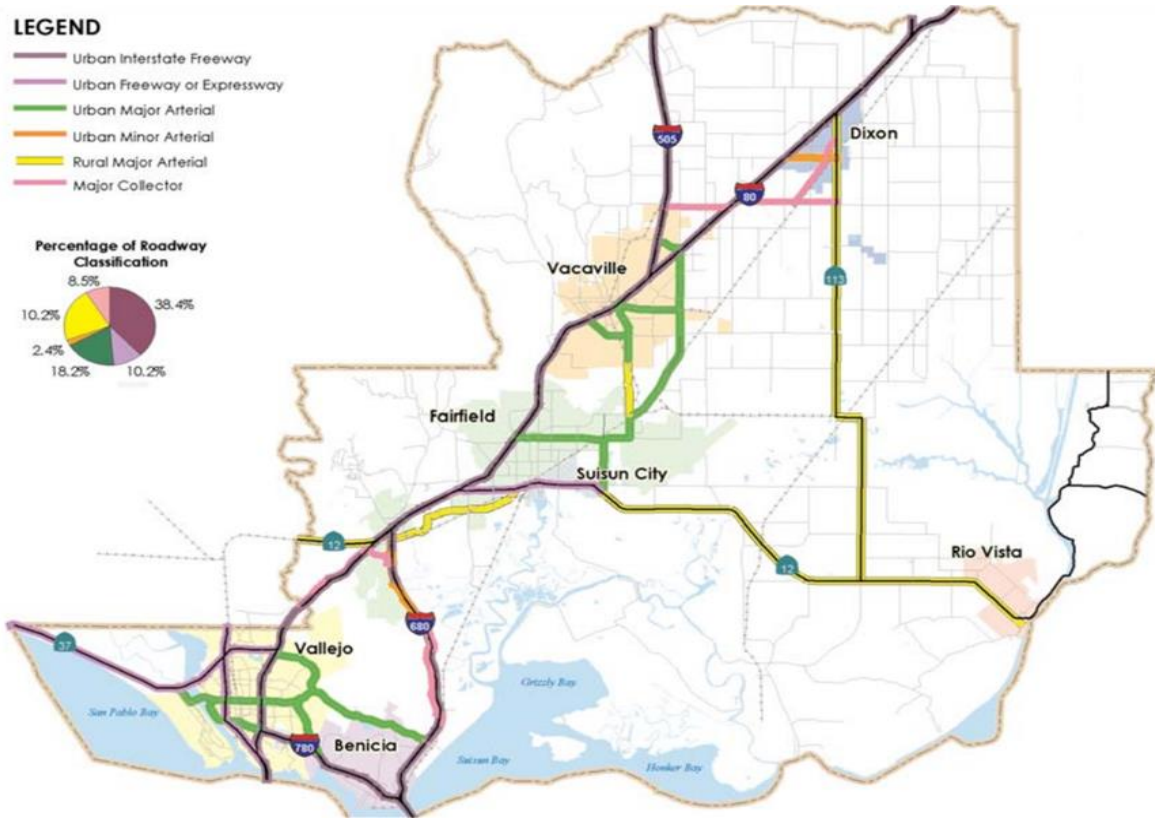 LEGEND
Urban Interstate Freeway
Urban Freeway or Expressway
Urban Major Arterial
Urban Minor Arterial
Rural Major Arterial
Major Collector
Percentage of Roadway
Classification
8.5%
38.4%
10.2%
2.4%
18.2%
10.2%
505
Dixon
80
Vacaville
113
Fairfield
Suisun City
12
Rio Vista
12
680
37
Vallejo
Grizzly Bay
San Pablo Bay
780
Benicia
Suisun Bay
Honker Bay